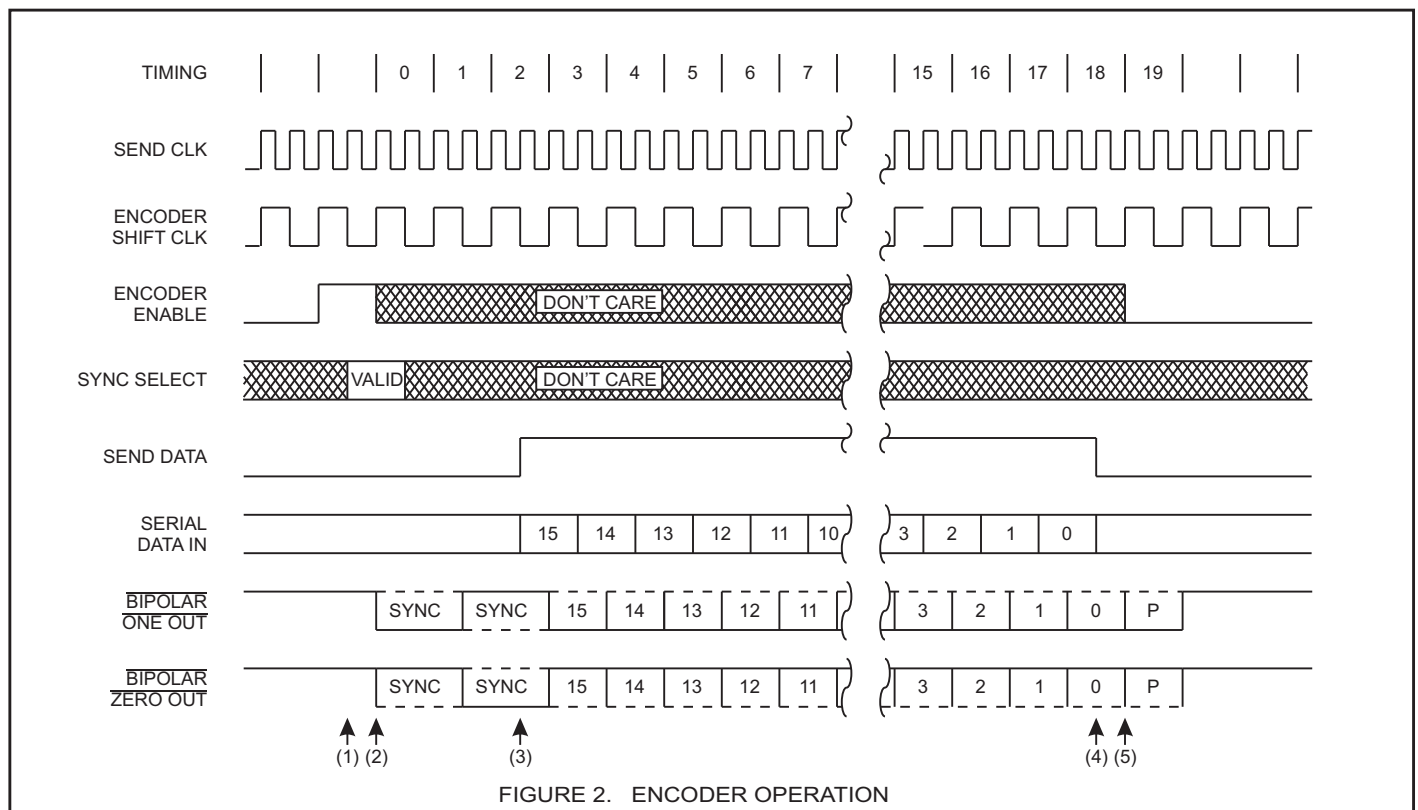 TIMING 0 1 2 3 4 5 6 7 15 16 17 18 19
SEND CLK
ENCODER
SHIFT CLK
ENCODER
ENABLE
DON'T CARE
SYNC SELECT VALID DON'T CARE
SEND DATA
SERIAL
DATA IN
15 14 13 12 11 10 3 2 1 0
BIPOLAR
ONE OUT
SYNC SYNC 15 14 13 12 11 3 2 1 0 P
BIPOLAR
ZERO OUT
SYNC SYNC 15 14 13 12 11 3 2 1 0 P
(1) (2) (3) (4) (5)
FIGURE 2. ENCODER OPERATION